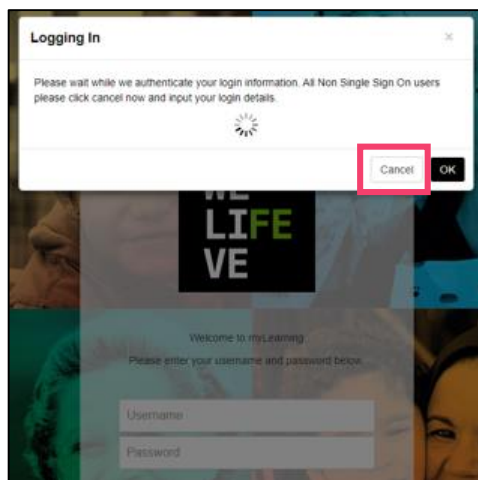 Logging In
×
Please wait while we authenticate your login information. All Non Single Sign On users
please click cancel now and input your login details.
Cancel OK
WE
LIFE
VE
Welcome to myLearning
Please enter your username and password below.
Username
Password